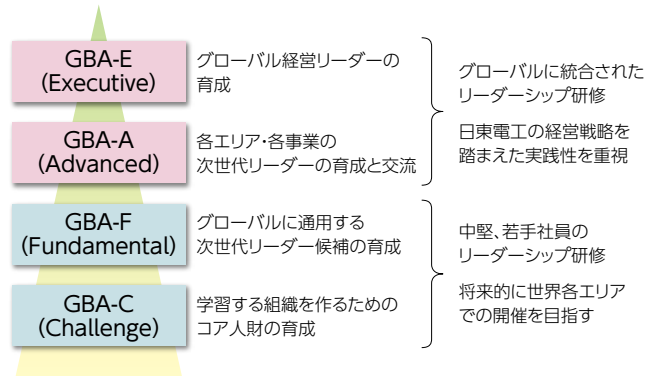 GBA-E
(Executive)
グローバル経営リーダーの
育成
GBA-A
(Advanced)
各エリア・各事業の
次世代リーダーの育成と交流
グローバルに統合された
リーダーシップ研修
日東電工の経営戦略を
踏まえた実践性を重視
GBA-F
(Fundamental)
グローバルに通用する
次世代リーダー候補の育成
GBA-C
(Challenge)
学習する組織を作るための
コア人財の育成
中堅、若手社員の
リーダーシップ研修
将来的に世界各エリア
での開催を目指す